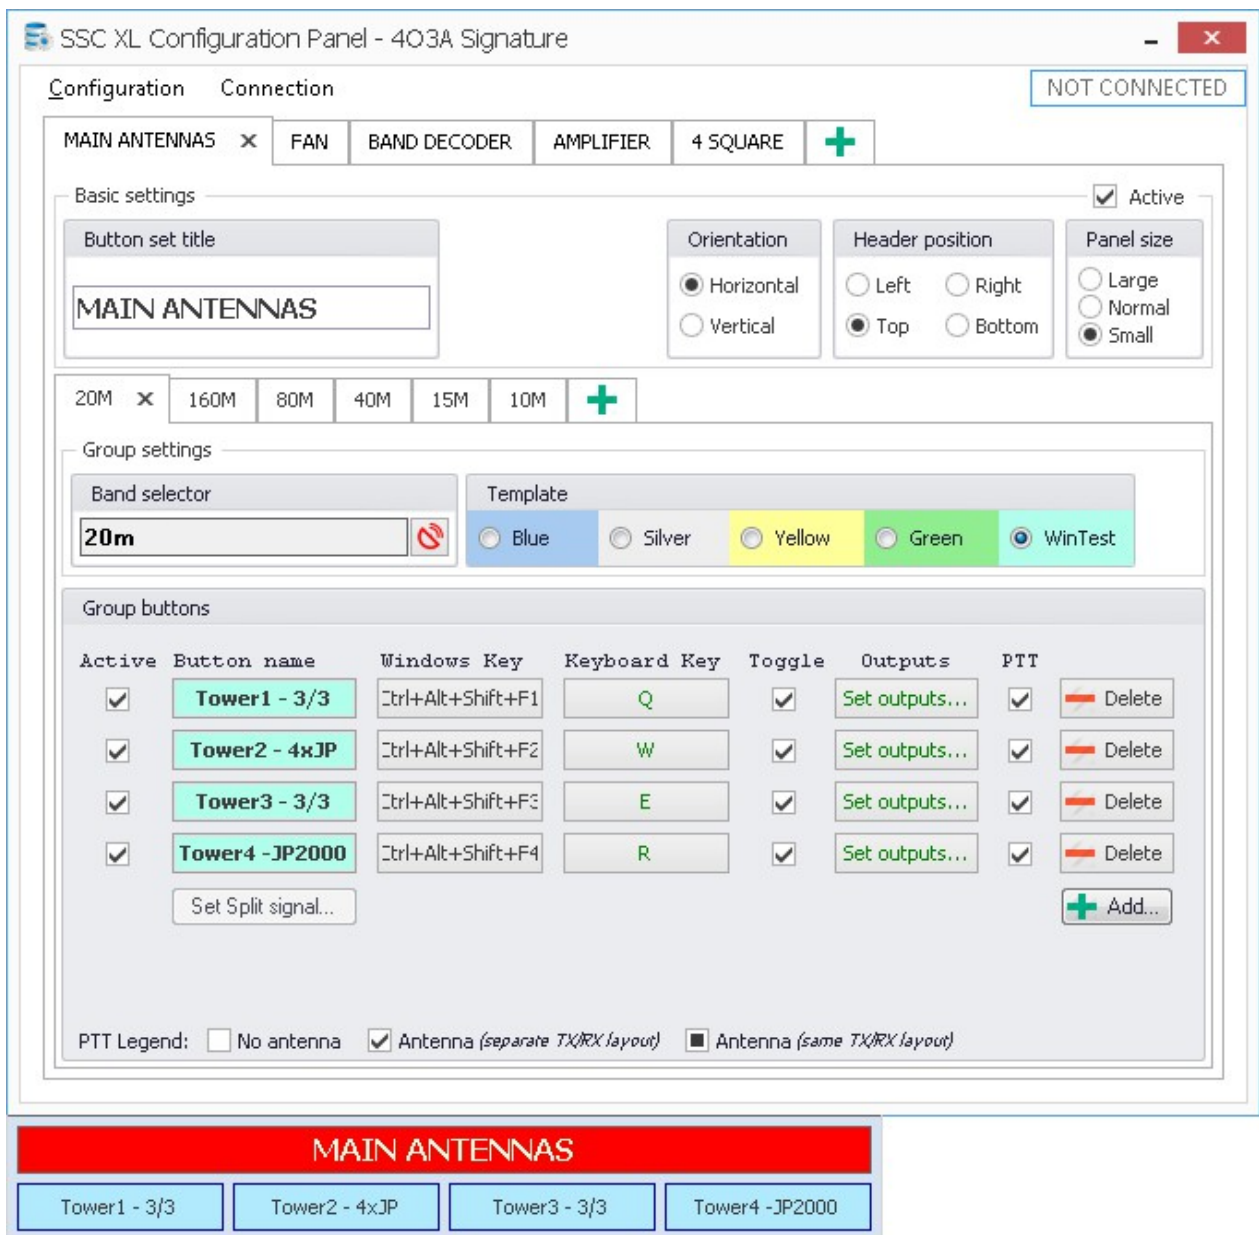 SSC XL Configuration Panel - 4O3A Signature
Configuration Connection NOT CONNECTED
MAIN ANTENNAS FAN BAND DECODER AMPLIFIER 4 SQUARE
Basic settings Active
Button set title Orientation Header position Panel size
MAIN ANTENNAS Horizontal Left Right Large
Normal
Vertical Top Bottom Small
20M 160M 80M 40M 15M 10M
Group settings
Band selector Template
20m Blue Silver Yellow Green WinTest
Group buttons
Active Button name Windows Key Keyboard Key Toggle Outputs PTT
Tower1 - 3/3 Ctrl+Alt+Shift+F1 Q Set outputs... Delete
Tower2 - 4xJP Ctrl+Alt+Shift+F2 W Set outputs... Delete
Tower3 - 3/3 Ctrl+Alt+Shift+F3 E Set outputs... Delete
Tower4 -JP2000 Ctrl+Alt+Shift+F4 R Set outputs... Delete
Set Split signal... Add...
PTT Legend: No antenna Antenna (separate TX/RX layout) Antenna (same TX/RX layout)
MAIN ANTENNAS
Tower1 - 3/3 Tower2 - 4xJP Tower3 - 3/3 Tower4 -JP2000